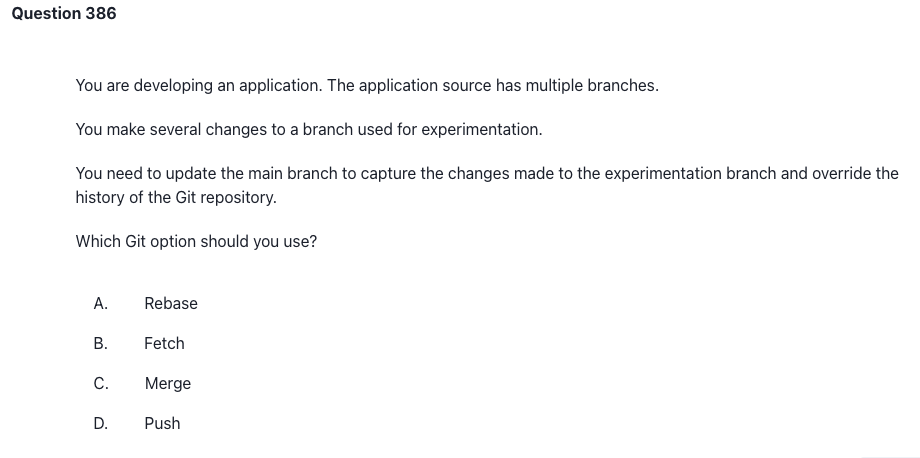 Question 386
You are developing an application. The application source has multiple branches.
You make several changes to a branch used for experimentation.
You need to update the main branch to capture the changes made to the experimentation branch and override the
history of the Git repository.
Which Git option should you use?
A. Rebase
B. Fetch
C. Merge
D. Push